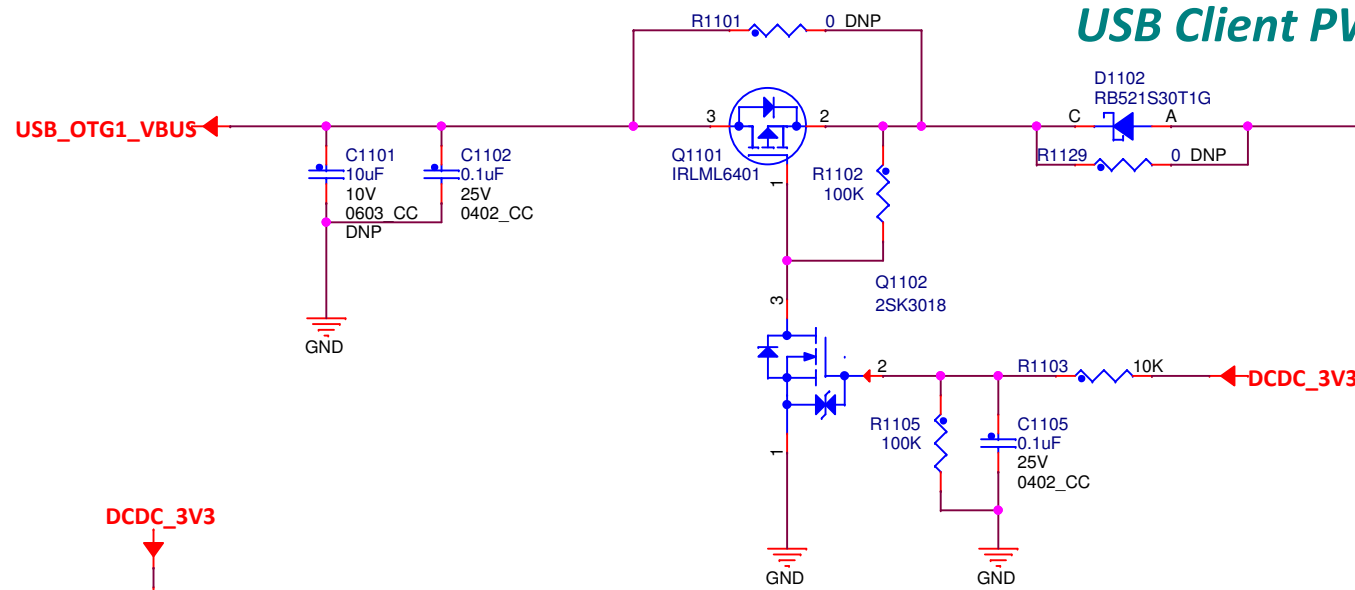 USB Client PW
R1101
0 DNP
D1102
RB521S30T1G
USB_OTG1_VBUS
3
2
C
A
Q1101
IRLML6401
R1129
0 DNP
C1101
10uF
10V
0603_CC
DNP
C1102
0.1uF
25V
0402_CC
1
R1102
100K
Q1102
2SK3018
3
GND
2
R1103
10K
DCDC_3V3
R1105
100K
C1105
0.1uF
25V
0402_CC
1
DCDC_3V3
GND
GND